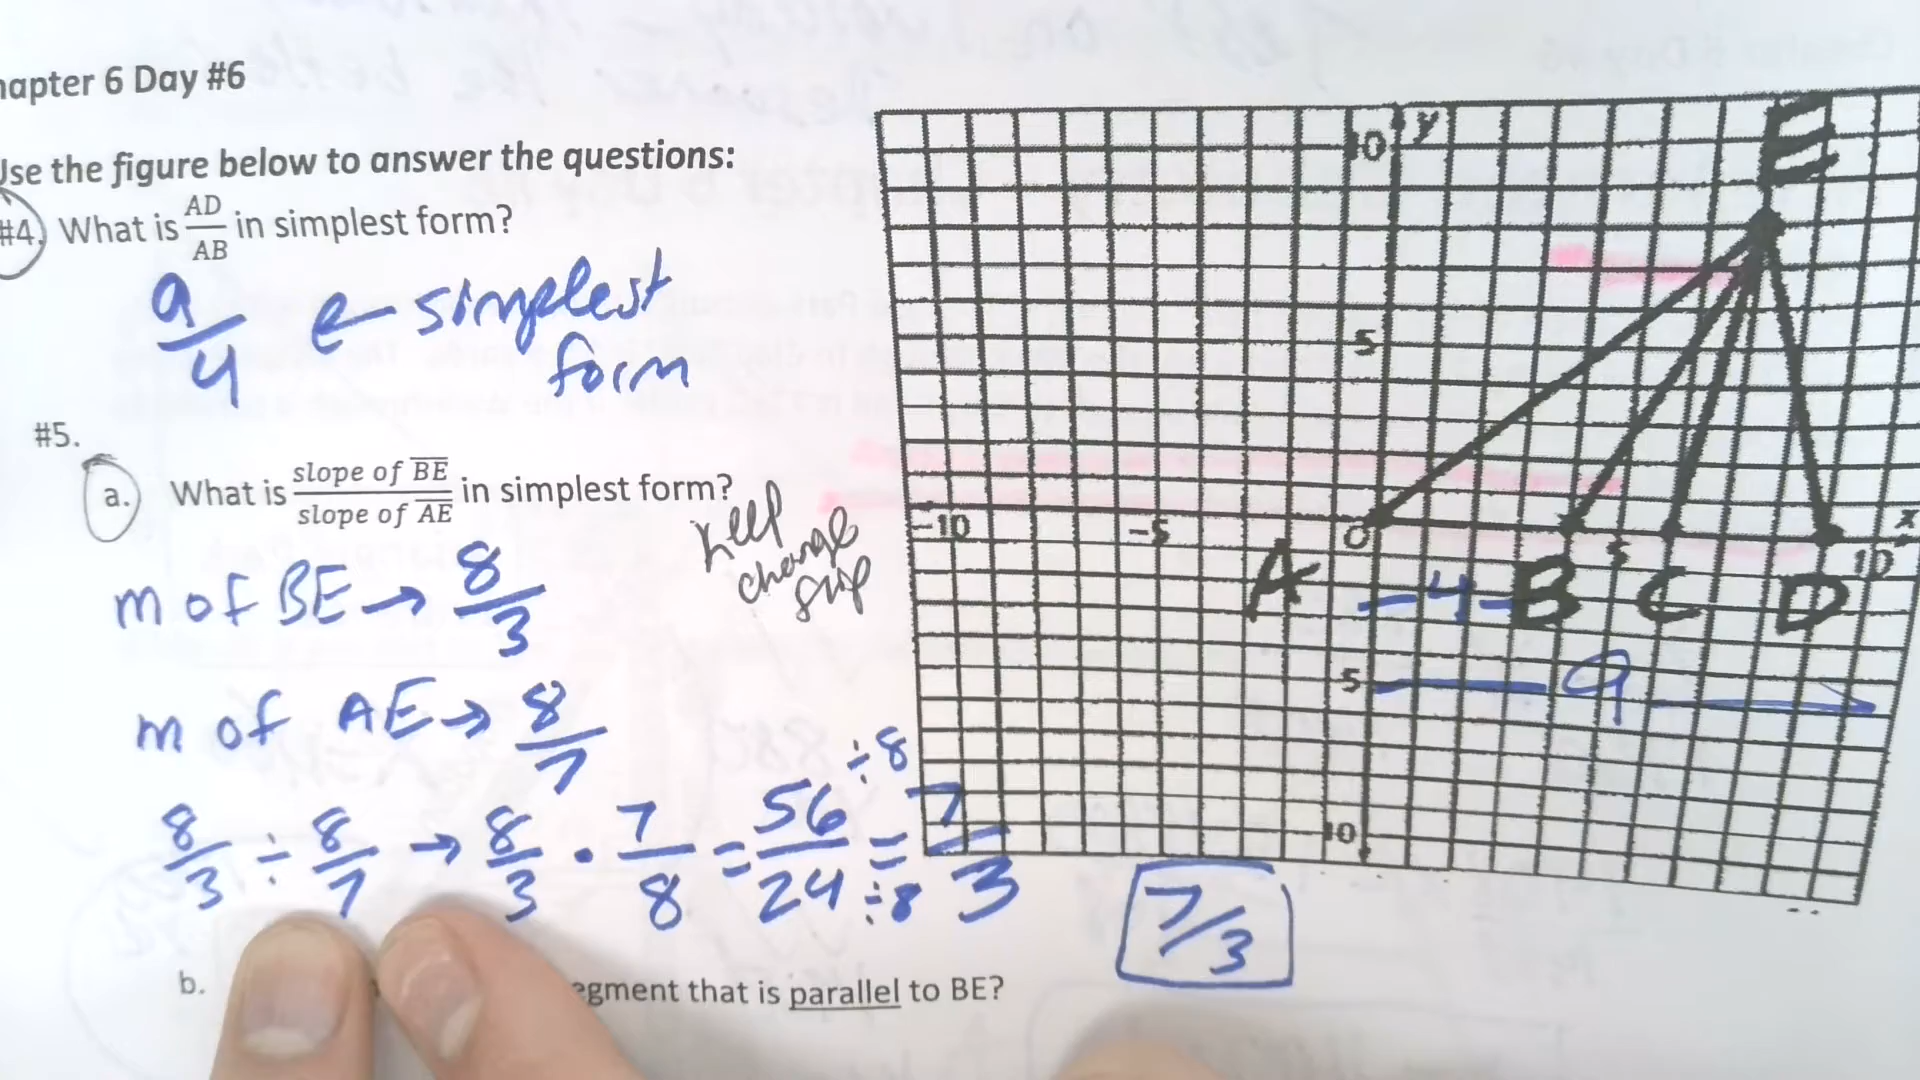 hapter 6 Day #6
Use the figure below to answer the questions:
#4. What is AD/AB in simplest form?
9/4 ← simplest
form
#5.
a. What is slope of BE/slope of AE in simplest form?
keep
change
flip
m of BE → 8/3
m of AE → 8/7
8/3 ÷ 8/7 → 8/3 · 7/8 = 56/24 ÷8 ÷8 = 7/3
7/3
b. egment that is parallel to BE?
10 y
E
5
-10 -5 0 5 10 x
A -4- B C D
5 9
10